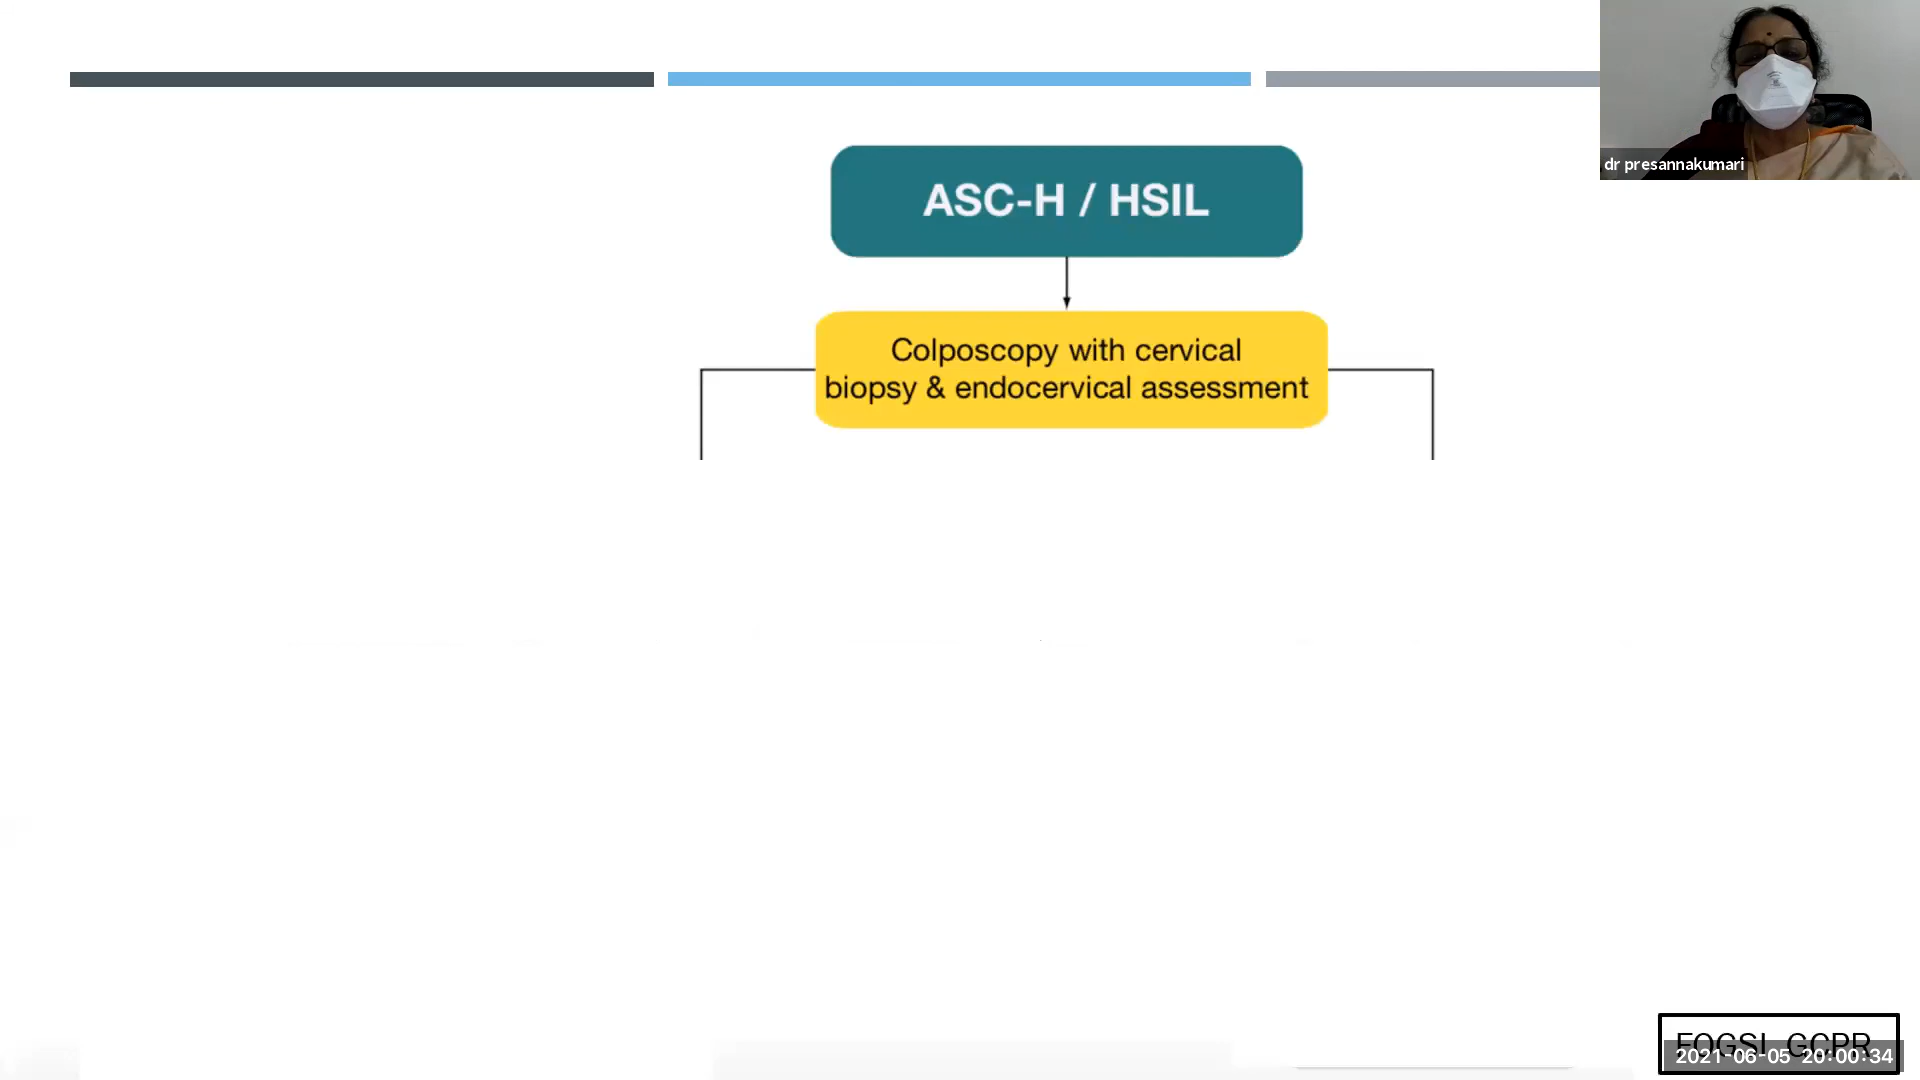 ASC-H / HSIL
Colposcopy with cervical
biopsy & endocervical assessment
dr presannakumari
FOGSI GCPR
2021-06-05 20:00:34